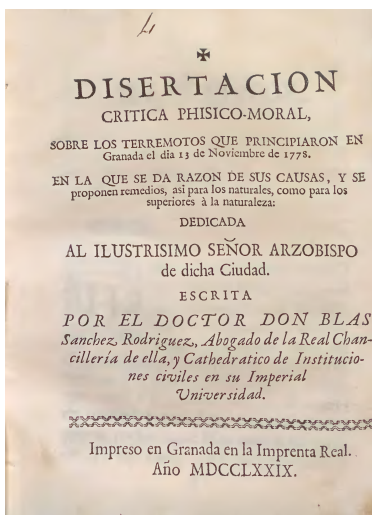 ✠
DISERTACION
CRITICA PHISICO-MORAL,
SOBRE LOS TERREMOTOS QUE PRINCIPIARON EN
Granada el dia 13 de Noviembre de 1778.
EN LA QUE SE DA RAZON DE SUS CAUSAS, Y SE
proponen remedios, asi para los naturales, como para los
superiores à la naturaleza:
DEDICADA
AL ILUSTRISIMO SEÑOR ARZOBISPO
de dicha Ciudad.
ESCRITA
POR EL DOCTOR DON BLAS
Sanchez Rodriguez, Abogado de la Real Chan-
cillería de ella, y Cathedratico de Institucio-
nes civiles en su Imperial
Universidad.
Impreso en Granada en la Imprenta Real.
Año MDCCLXXIX.